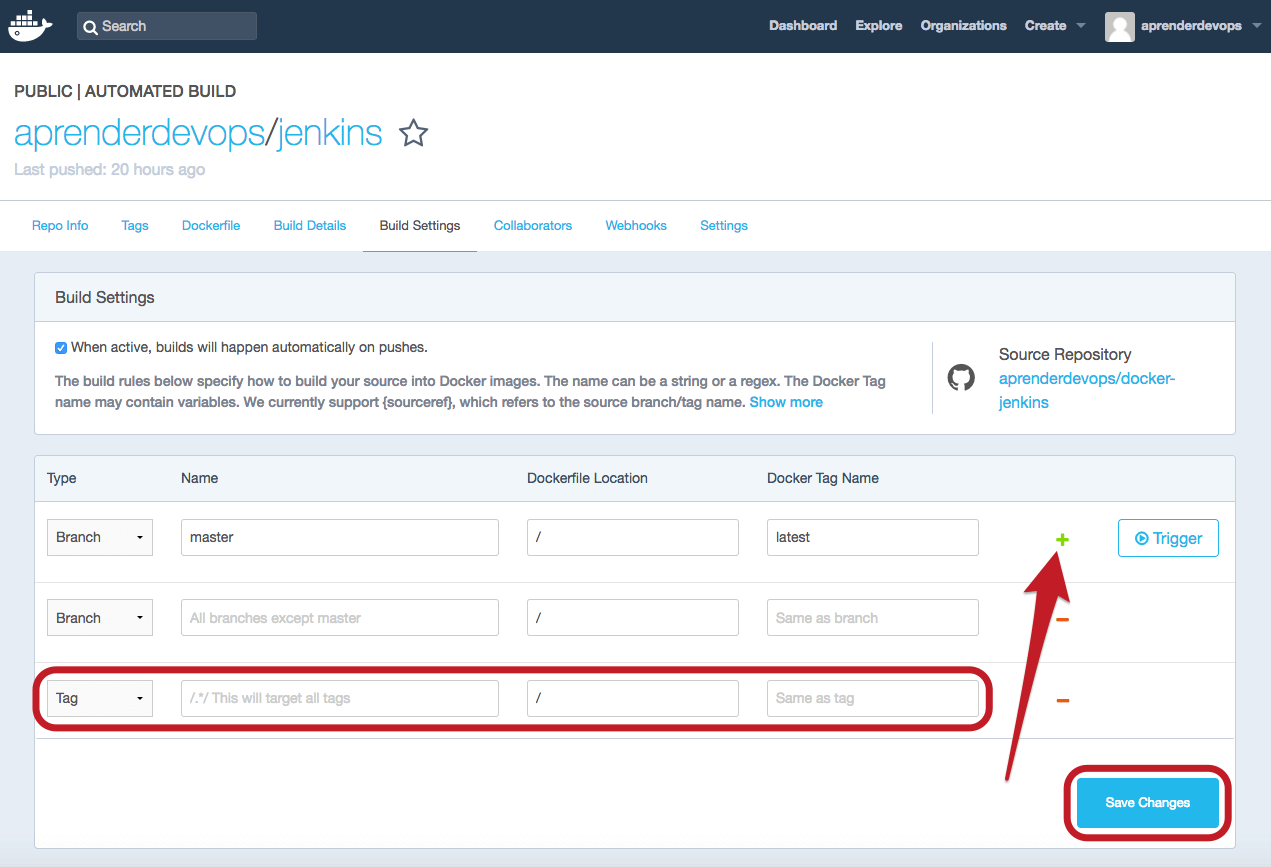 Search
Dashboard Explore Organizations Create aprenderdevops
PUBLIC | AUTOMATED BUILD
aprenderdevops/jenkins
Last pushed: 20 hours ago
Repo Info Tags Dockerfile Build Details Build Settings Collaborators Webhooks Settings
Build Settings
When active, builds will happen automatically on pushes.
The build rules below specify how to build your source into Docker images. The name can be a string or a regex. The Docker Tag
name may contain variables. We currently support {sourceref}, which refers to the source branch/tag name. Show more
Source Repository
aprenderdevops/docker-
jenkins
Type Name Dockerfile Location Docker Tag Name
Branch master / latest Trigger
Branch All branches except master / Same as branch
Tag /.*/ This will target all tags / Same as tag
Save Changes